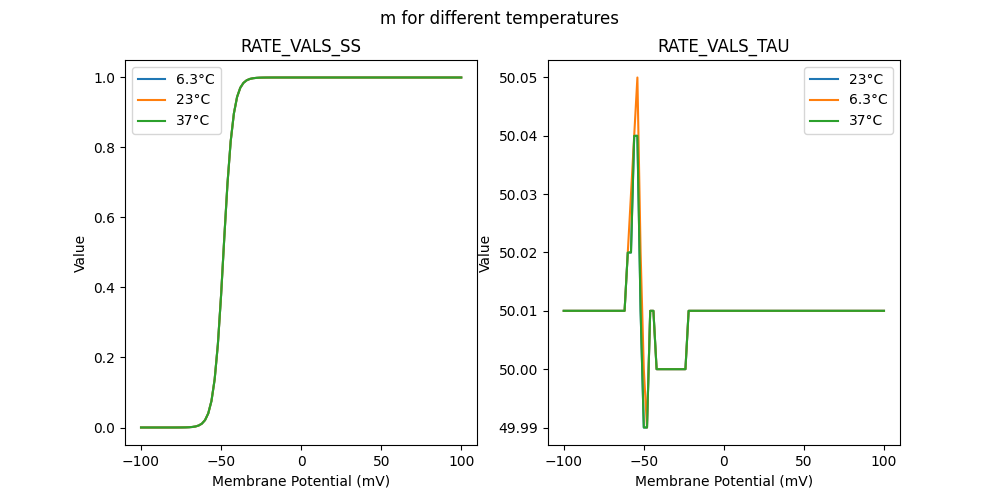 m for different temperatures
RATE_VALS_SS
1.0
0.8
0.6
0.4
0.2
0.0
Value
−100
−50
0
50
100
Membrane Potential (mV)
6.3°C
23°C
37°C
RATE_VALS_TAU
50.05
50.04
50.03
50.02
50.01
50.00
49.99
Value
−100
−50
0
50
100
Membrane Potential (mV)
23°C
6.3°C
37°C